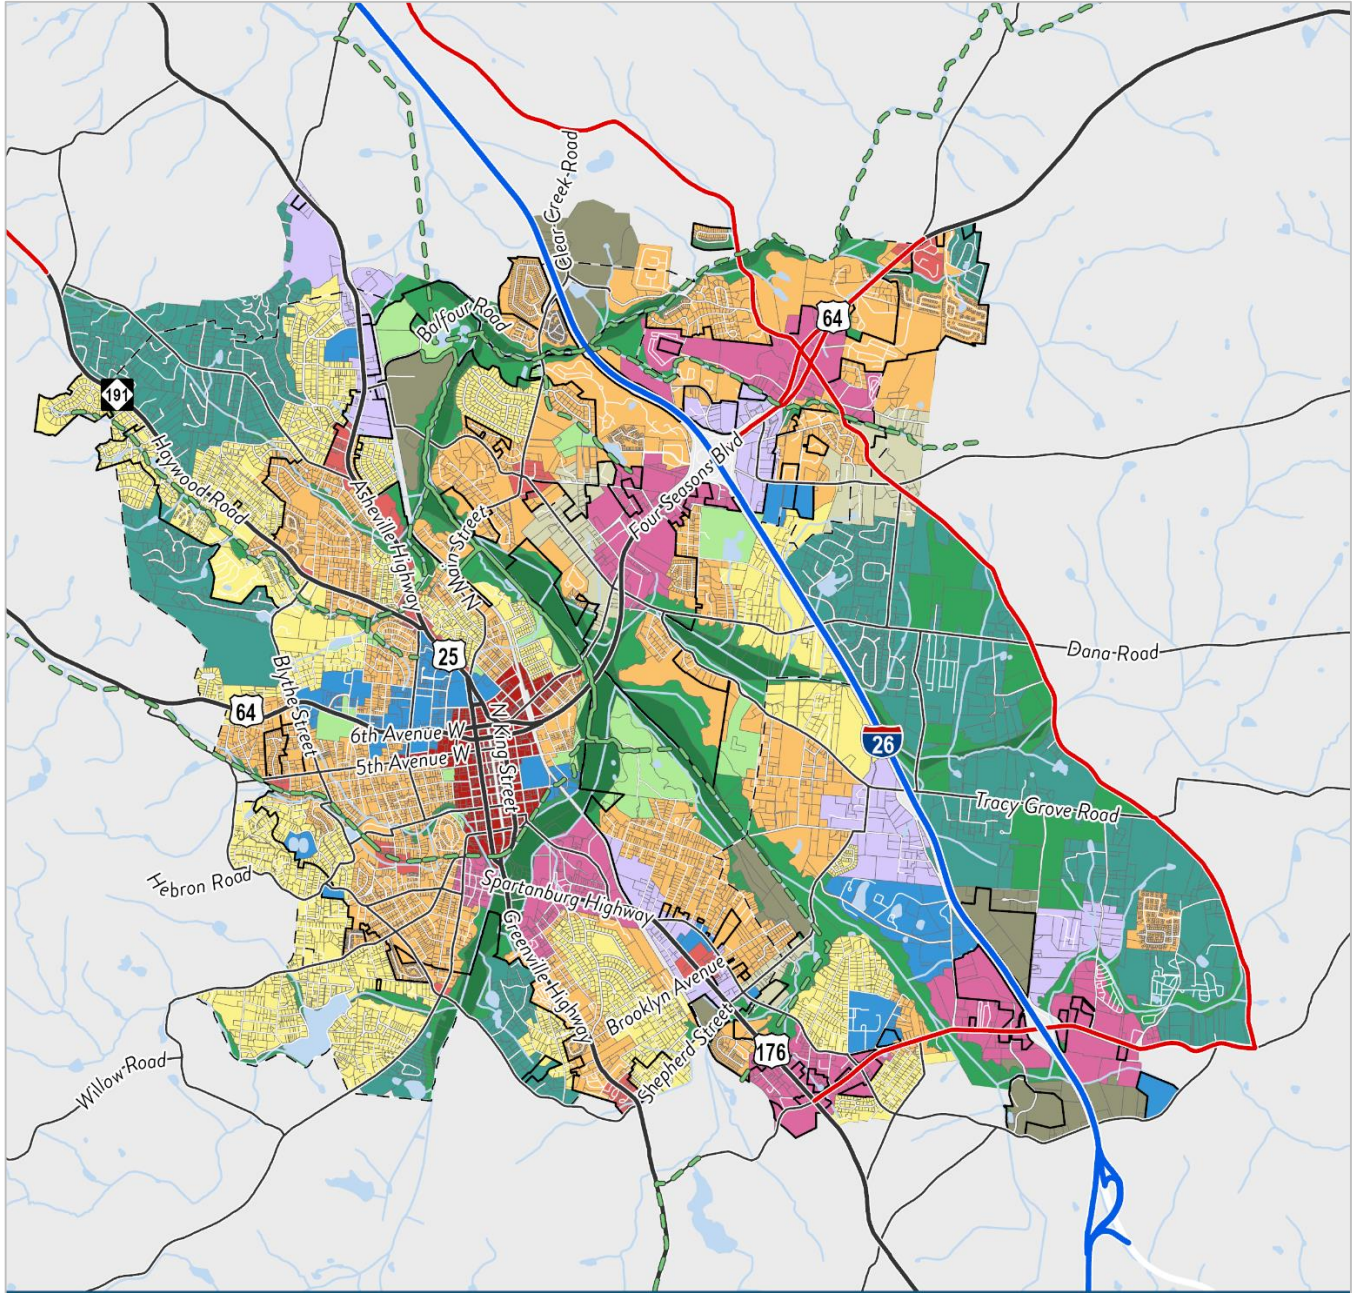 Clear Creek Road
64
Balfour Road
191
Haywood Road
Four Seasons Blvd
Asheville Highway
N Main Street
25
Dana Road
Blythe Street
64
6th Avenue W
N King Street
5th Avenue W
26
Tracy Grove Road
Hebron Road
Spartanburg Highway
Greenville Highway
Brooklyn Avenue
Shepherd Street
176
Willow Road